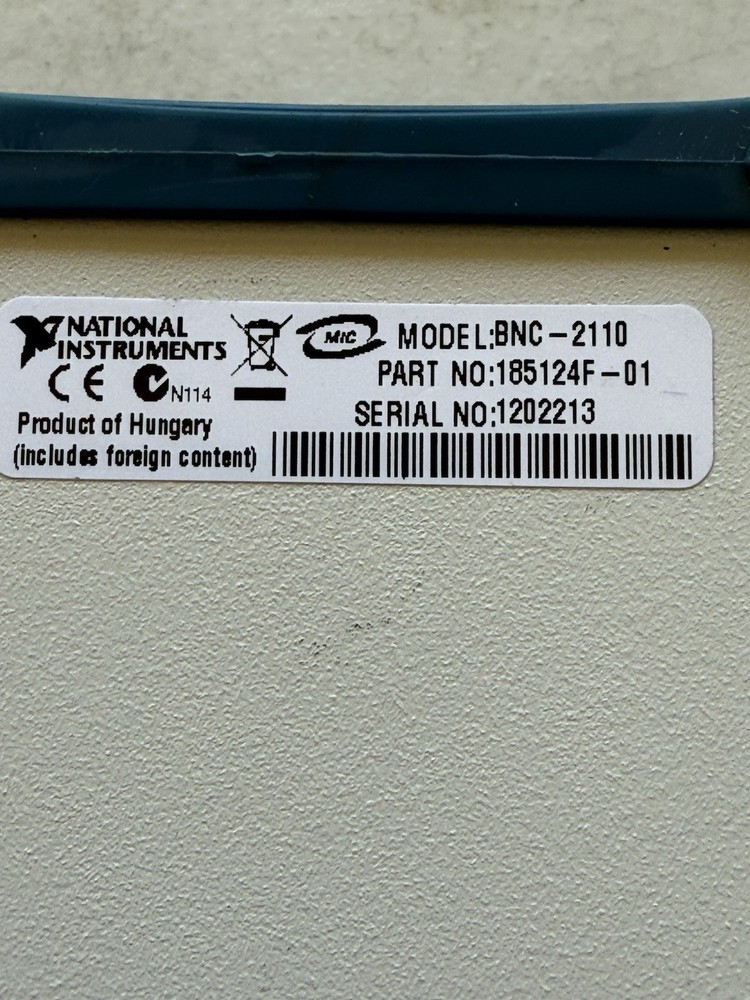 NATIONAL
INSTRUMENTS
MIC
MODEL:BNC-2110
CE N114
PART NO:185124F-01
Product of Hungary
SERIAL NO:1202213
(includes foreign content)